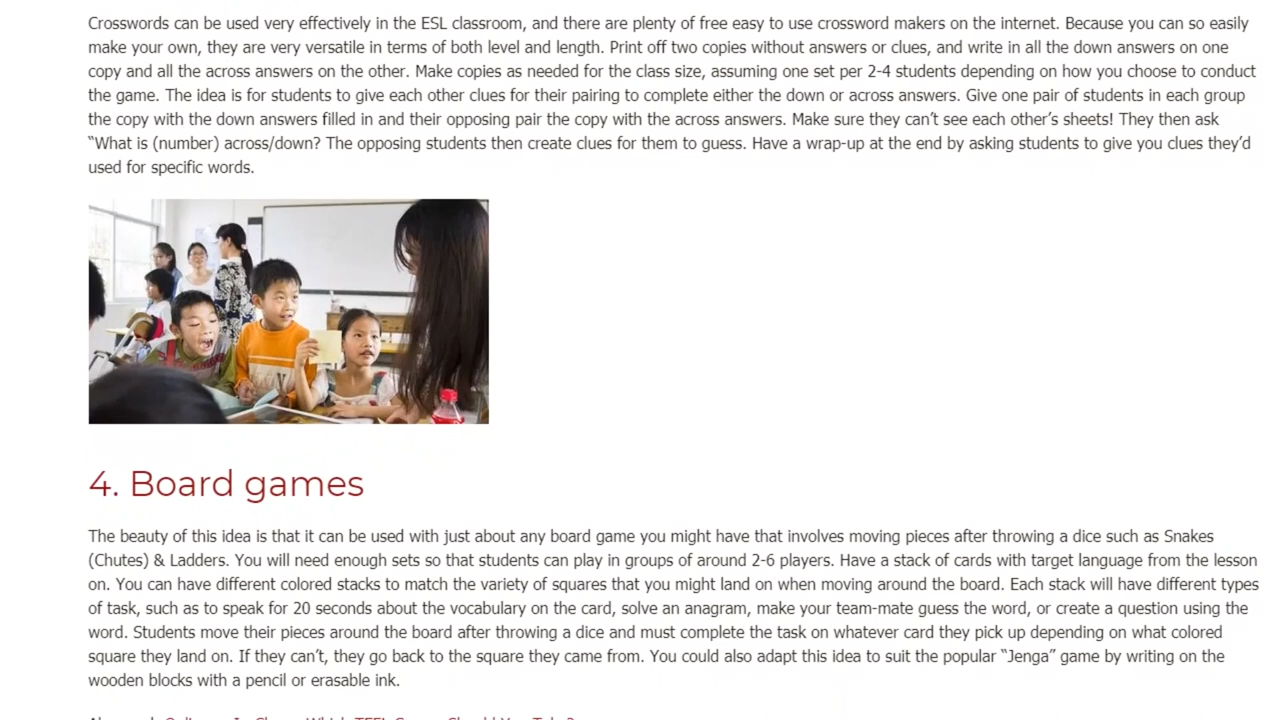 Crosswords can be used very effectively in the ESL classroom, and there are plenty of free easy to use crossword makers on the internet. Because you can so easily
make your own, they are very versatile in terms of both level and length. Print off two copies without answers or clues, and write in all the down answers on one
copy and all the across answers on the other. Make copies as needed for the class size, assuming one set per 2-4 students depending on how you choose to conduct
the game. The idea is for students to give each other clues for their pairing to complete either the down or across answers. Give one pair of students in each group
the copy with the down answers filled in and their opposing pair the copy with the across answers. Make sure they can’t see each other’s sheets! They then ask
“What is (number) across/down? The opposing students then create clues for them to guess. Have a wrap-up at the end by asking students to give you clues they’d
used for specific words.
4. Board games
The beauty of this idea is that it can be used with just about any board game you might have that involves moving pieces after throwing a dice such as Snakes
(Chutes) & Ladders. You will need enough sets so that students can play in groups of around 2-6 players. Have a stack of cards with target language from the lesson
on. You can have different colored stacks to match the variety of squares that you might land on when moving around the board. Each stack will have different types
of task, such as to speak for 20 seconds about the vocabulary on the card, solve an anagram, make your team-mate guess the word, or create a question using the
word. Students move their pieces around the board after throwing a dice and must complete the task on whatever card they pick up depending on what colored
square they land on. If they can’t, they go back to the square they came from. You could also adapt this idea to suit the popular “Jenga” game by writing on the
wooden blocks with a pencil or erasable ink.